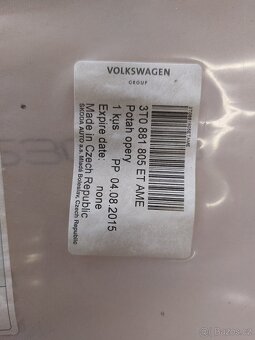 VOLKSWAGEN
GROUP
3T0 881 805 ET AME
Potah opery
1 kus PP 04.08.2015
Expire date: none
Made in Czech Republic
SKODA AUTO a.s. Mladá Boleslav, Czech Republic